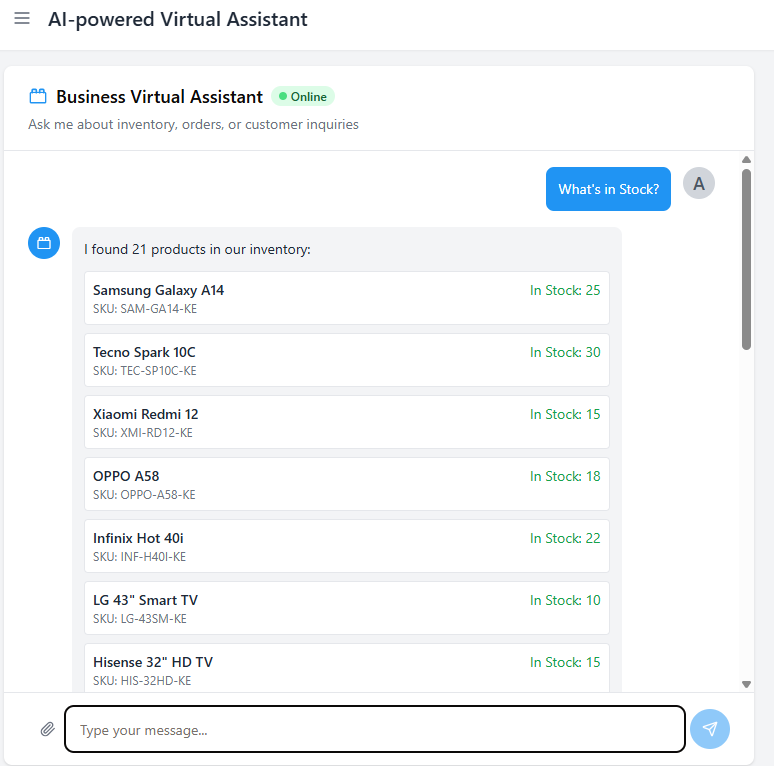 AI-powered Virtual Assistant
Business Virtual Assistant
Online
Ask me about inventory, orders, or customer inquiries
What's in Stock?
A
I found 21 products in our inventory:
Samsung Galaxy A14
In Stock: 25
SKU: SAM-GA14-KE
Tecno Spark 10C
In Stock: 30
SKU: TEC-SP10C-KE
Xiaomi Redmi 12
In Stock: 15
SKU: XMI-RD12-KE
OPPO A58
In Stock: 18
SKU: OPPO-A58-KE
Infinix Hot 40i
In Stock: 22
SKU: INF-H40I-KE
LG 43" Smart TV
In Stock: 10
SKU: LG-43SM-KE
Hisense 32" HD TV
In Stock: 15
SKU: HIS-32HD-KE
Type your message...